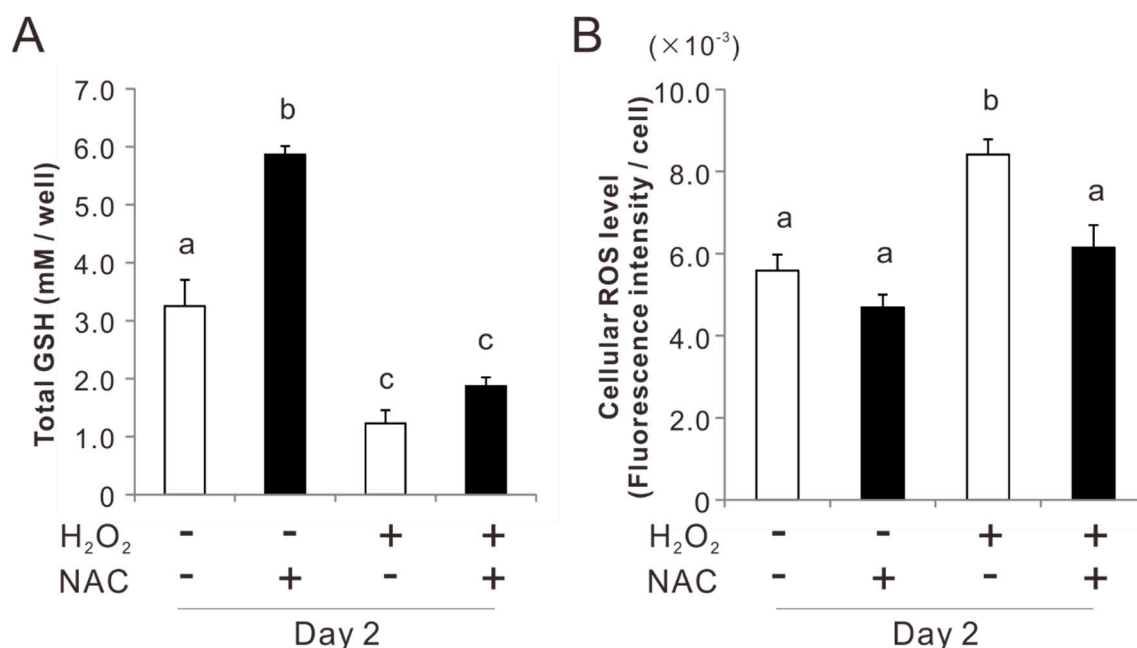 A
Total GSH (mM / well)
7.0
6.0
5.0
4.0
3.0
2.0
1.0
0
a
b
c
c
H₂O₂ - - + +
NAC - + - +
Day 2
B
(×10⁻³)
Cellular ROS level
(Fluorescence intensity / cell)
10.0
8.0
6.0
4.0
2.0
0
a
a
b
a
H₂O₂ - - + +
NAC - + - +
Day 2